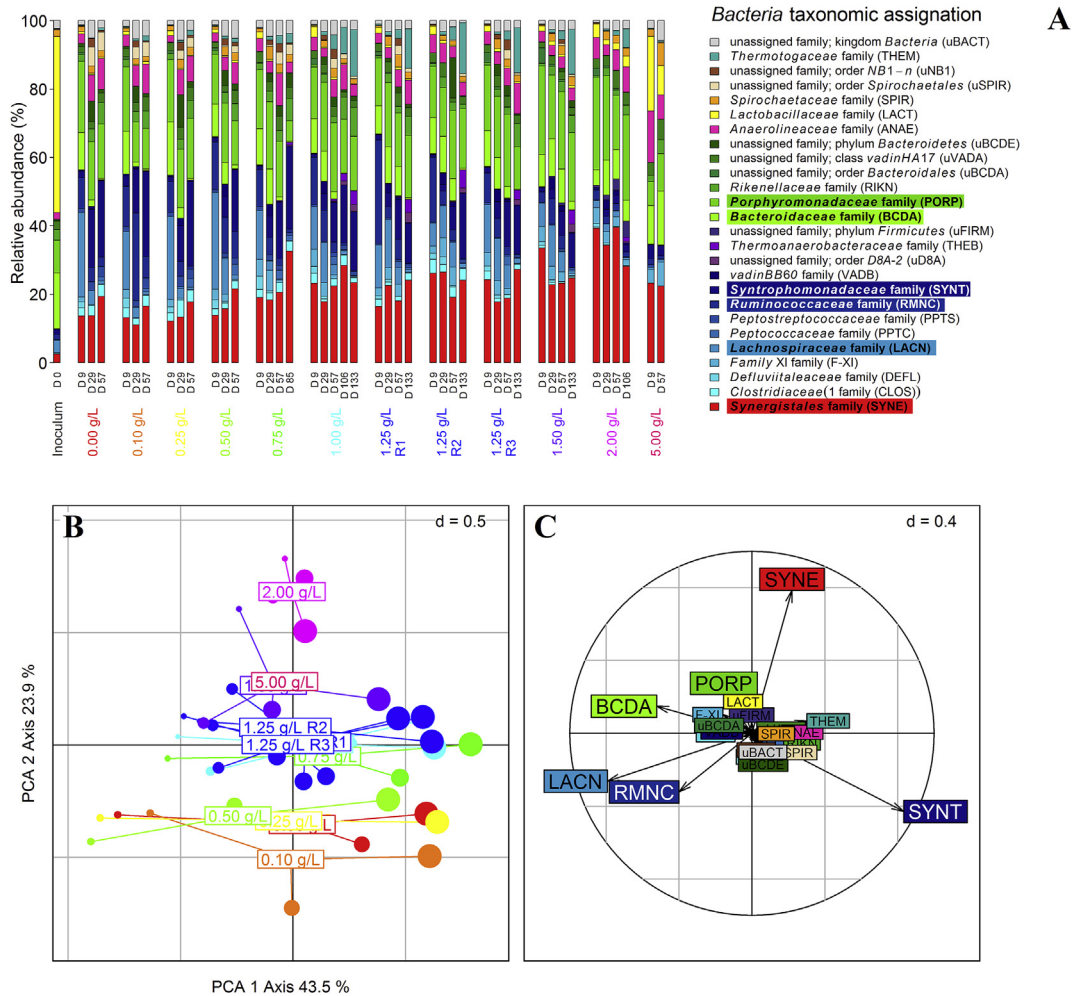 Bacteria taxonomic assignation
A
Relative abundance (%)
100
80
60
40
20
0
unassigned family; kingdom Bacteria (uBACT)
Thermotogaceae family (THEM)
unassigned family; order NB1-n (uNB1)
unassigned family; order Spirochaetales (uSPIR)
Spirochaetaceae family (SPIR)
Lactobacillaceae family (LACT)
Anaerolineaceae family (ANAE)
unassigned family; phylum Bacteroidetes (uBCDE)
unassigned family; class vadinHA17 (uVADA)
unassigned family; order Bacteroidales (uBCDA)
Rikenellaceae family (RIKN)
Porphyromonadaceae family (PORP)
Bacteroidaceae family (BCDA)
unassigned family; phylum Firmicutes (uFIRM)
Thermoanaerobacteraceae family (THEB)
unassigned family; order D8A-2 (uD8A)
vadinBB60 family (VADB)
Syntrophomonadaceae family (SYNT)
Ruminococcaceae family (RMNC)
Peptostreptococcaceae family (PPTS)
Peptococcaceae family (PPTC)
Lachnospiraceae family (LACN)
Family XI family (F-XI)
Defluviitaleaceae family (DEFL)
Clostridiaceae(1 family (CLOS))
Synergistales family (SYNE)
D 0
D 9
D 29
D 57
D 9
D 29
D 57
D 9
D 29
D 57
D 9
D 29
D 57
D 9
D 29
D 57
D 85
D 9
D 29
D 57
D 106
D 133
D 9
D 29
D 57
D 133
D 9
D 29
D 57
D 133
D 9
D 29
D 57
D 133
D 9
D 29
D 57
D 133
D 9
D 29
D 57
D 106
D 9
D 57
Inoculum
0.00 g/L
0.10 g/L
0.25 g/L
0.50 g/L
0.75 g/L
1.00 g/L
1.25 g/L
R1
1.25 g/L
R2
1.25 g/L
R3
1.50 g/L
2.00 g/L
5.00 g/L
B
d = 0.5
2.00 g/L
5.00 g/L
1.25 g/L R2
1.25 g/L R3
R1
0.75 g/L
0.50 g/L
0.10 g/L
PCA 2 Axis 23.9 %
PCA 1 Axis 43.5 %
C
d = 0.4
SYNE
PORP
BCDA
LACT
F-XI
uFIRM
uBCDA
THEM
SPIR
uBACT
uBCDE
LACN
RMNC
SYNT